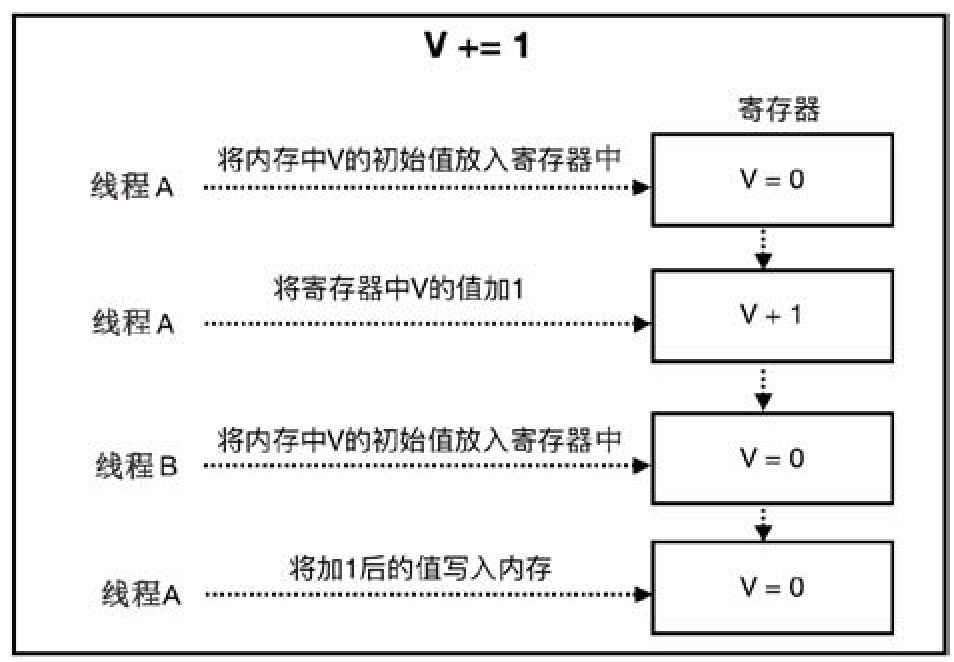 V += 1
寄存器
将内存中V的初始值放入寄存器中
线程A
V = 0
将寄存器中V的值加1
线程A
V + 1
将内存中V的初始值放入寄存器中
线程B
V = 0
将加1后的值写入内存
线程A
V = 0